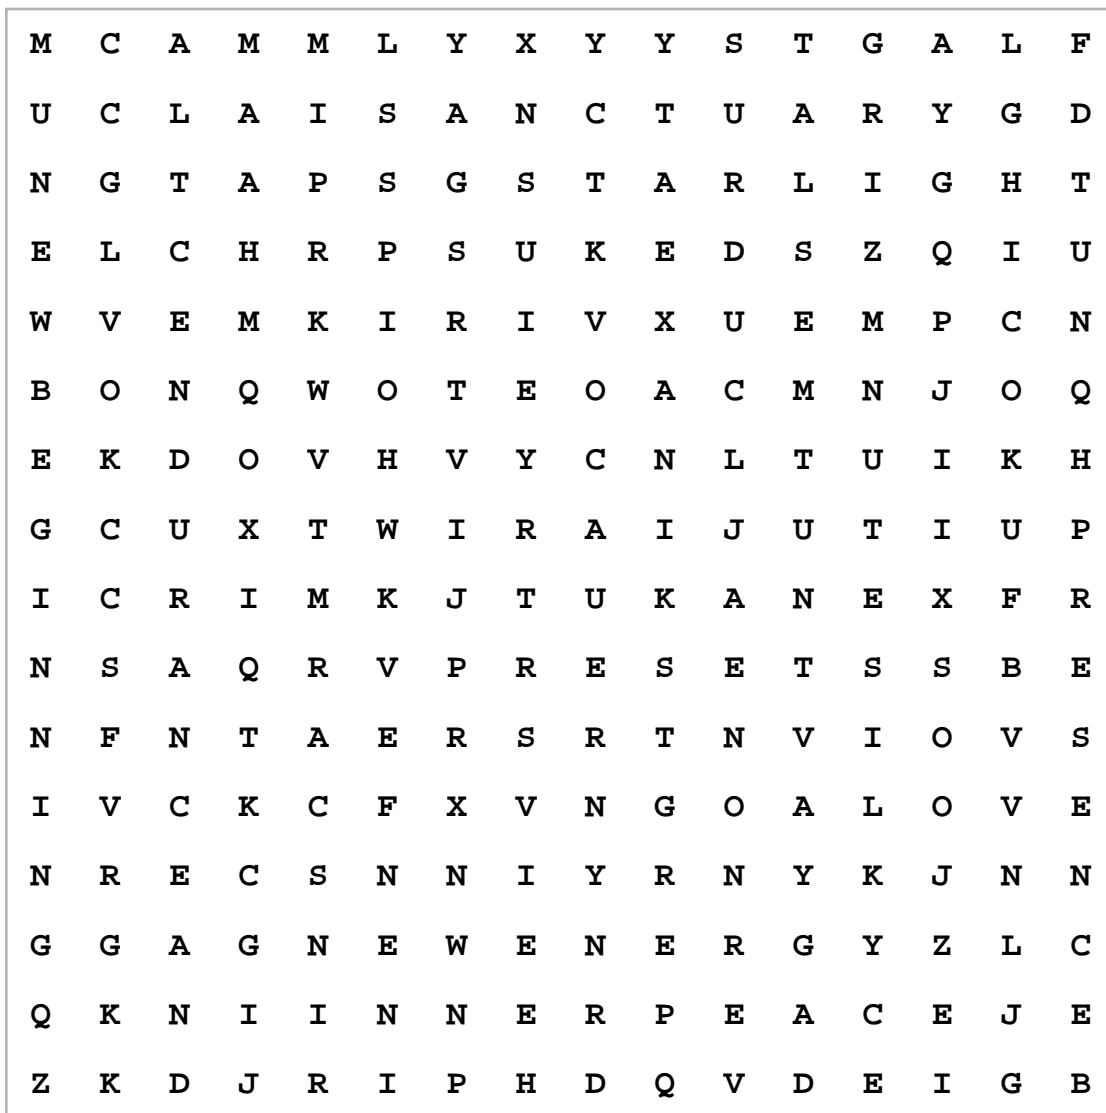 M C A M M L Y X Y Y S T G A L F
U C L A I S A N C T U A R Y G D
N G T A P S G S T A R L I G H T
E L C H R P S U K E D S Z Q I U
W V E M K I R I V X U E M P C N
B O N Q W O T E O A C M N J O Q
E K D O V H V Y C N L T U I K H
G C U X T W I R A I J U T I U P
I C R I M K J T U K A N E X F R
N S A Q R V P R E S E T S S B E
N F N T A E R S R T N V I O V S
I V C K C F X V N G O A L O V E
N R E C S N N I Y R N Y K J N N
G G A G N E W E N E R G Y Z L C
Q K N I I N N E R P E A C E J E
Z K D J R I P H D Q V D E I G B